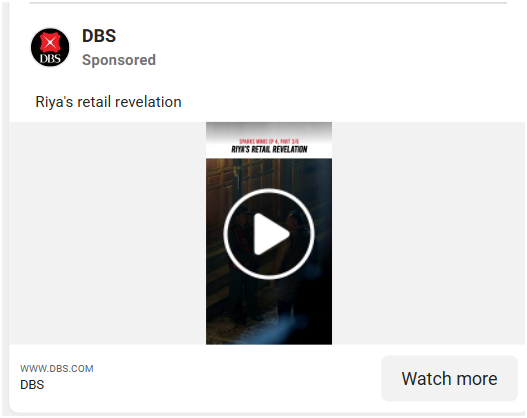 DBS
DBS
Sponsored
Riya's retail revelation
SPARKS MINIS EP 4, PART 3/5
RIYA'S RETAIL REVELATION
WWW.DBS.COM
DBS
Watch more